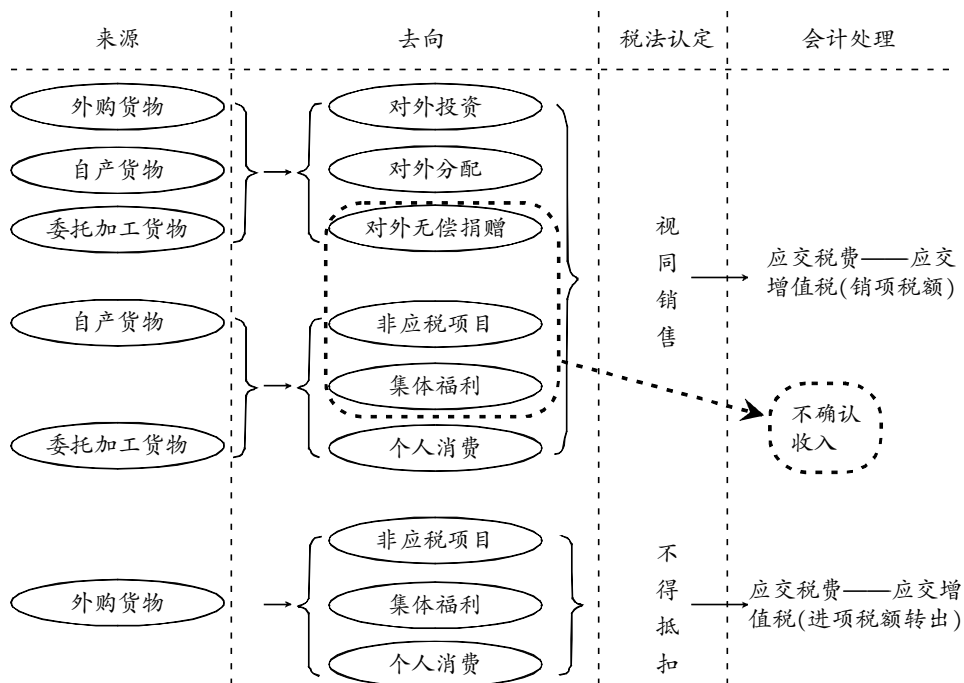 来源 去向 税法认定 会计处理
外购货物 对外投资
自产货物 对外分配
委托加工货物 对外无偿捐赠
视同销售
应交税费——应交
增值税(销项税额)
自产货物 非应税项目
集体福利
不确认
收入
委托加工货物 个人消费
非应税项目
外购货物 集体福利
个人消费
不得抵扣
应交税费——应交增
值税(进项税额转出)